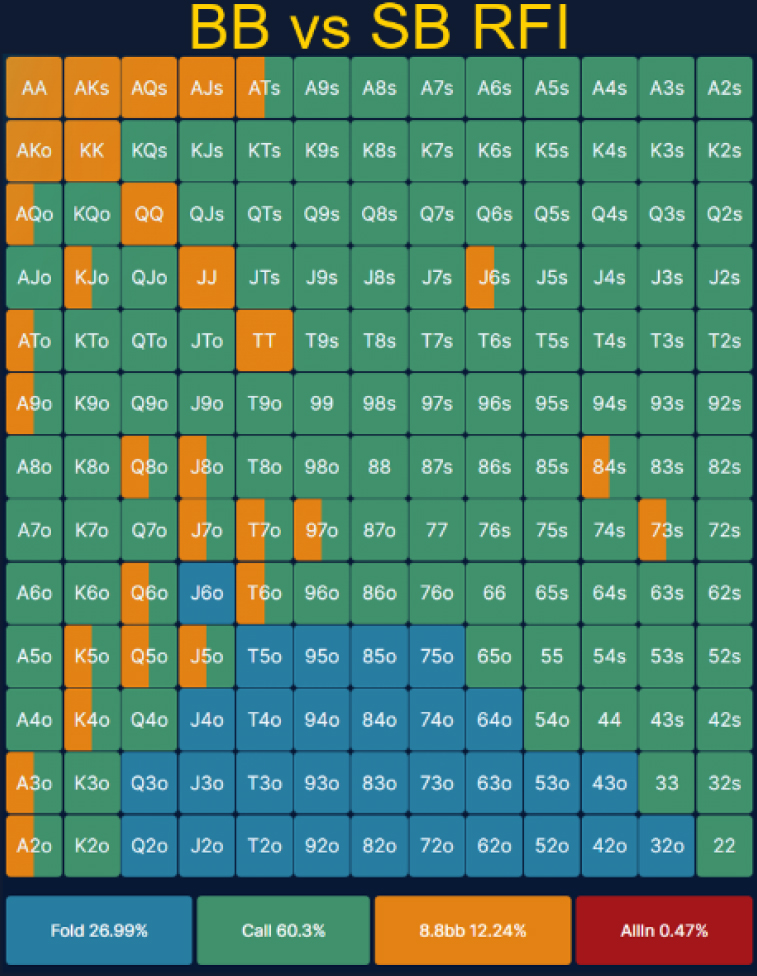 BB vs SB RFI
AA AKs AQs AJs ATs A9s A8s A7s A6s A5s A4s A3s A2s
AKo KK KQs KJs KTs K9s K8s K7s K6s K5s K4s K3s K2s
AQo KQo QQ QJs QTs Q9s Q8s Q7s Q6s Q5s Q4s Q3s Q2s
AJo KJo QJo JJ JTs J9s J8s J7s J6s J5s J4s J3s J2s
ATo KTo QTo JTo TT T9s T8s T7s T6s T5s T4s T3s T2s
A9o K9o Q9o J9o T9o 99 98s 97s 96s 95s 94s 93s 92s
A8o K8o Q8o J8o T8o 98o 88 87s 86s 85s 84s 83s 82s
A7o K7o Q7o J7o T7o 97o 87o 77 76s 75s 74s 73s 72s
A6o K6o Q6o J6o T6o 96o 86o 76o 66 65s 64s 63s 62s
A5o K5o Q5o J5o T5o 95o 85o 75o 65o 55 54s 53s 52s
A4o K4o Q4o J4o T4o 94o 84o 74o 64o 54o 44 43s 42s
A3o K3o Q3o J3o T3o 93o 83o 73o 63o 53o 43o 33 32s
A2o K2o Q2o J2o T2o 92o 82o 72o 62o 52o 42o 32o 22
Fold 26.99% Call 60.3% 8.8bb 12.24% AllIn 0.47%